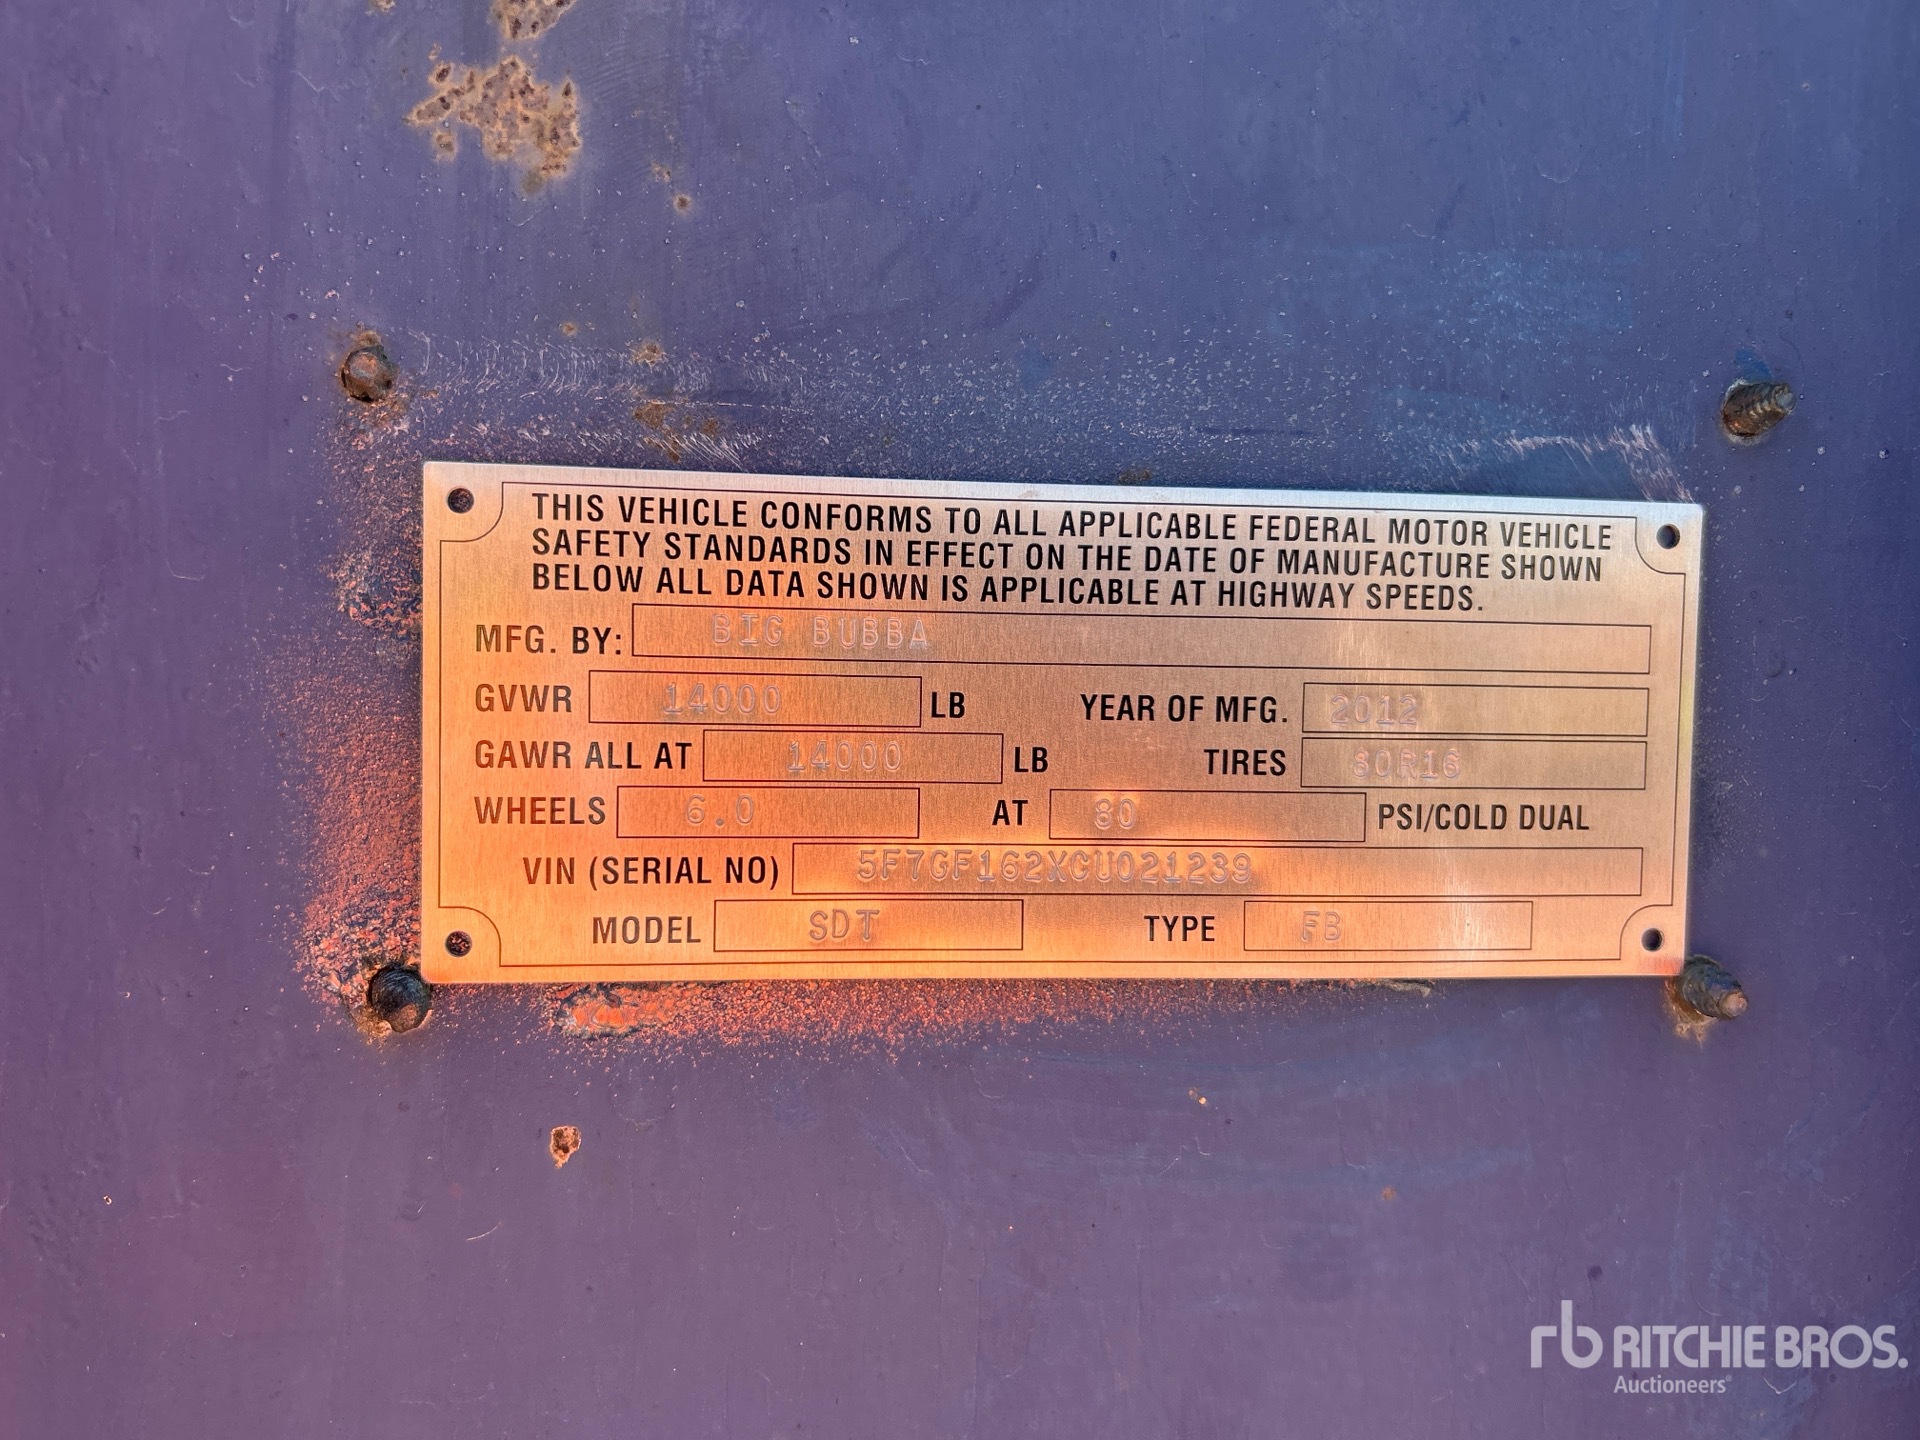 THIS VEHICLE CONFORMS TO ALL APPLICABLE FEDERAL MOTOR VEHICLE
SAFETY STANDARDS IN EFFECT ON THE DATE OF MANUFACTURE SHOWN
BELOW ALL DATA SHOWN IS APPLICABLE AT HIGHWAY SPEEDS.
MFG. BY: BIG BUBBA
GVWR 14000 LB YEAR OF MFG. 2012
GAWR ALL AT 14000 LB TIRES 80R16
WHEELS 6.0 AT 80 PSI/COLD DUAL
VIN (SERIAL NO) 5F7GF162XCU021239
MODEL SDT TYPE FB
rb RITCHIE BROS.
Auctioneers®